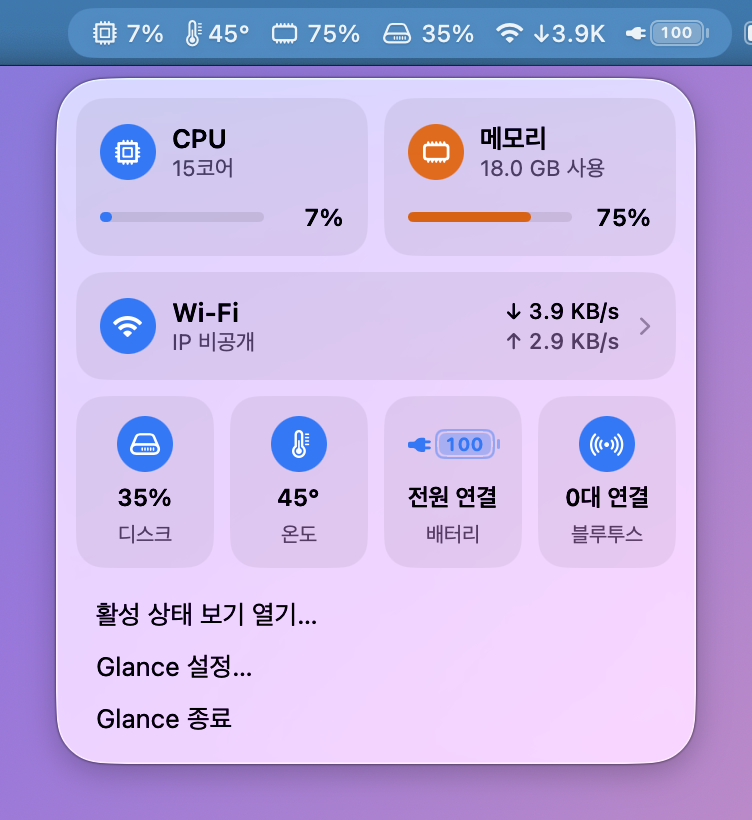 7% 45° 75% 35% ↓3.9K 100
CPU
15코어
7%
메모리
18.0 GB 사용
75%
Wi-Fi
IP 비공개
↓ 3.9 KB/s
↑ 2.9 KB/s
35%
디스크
45°
온도
100
전원 연결
배터리
0대 연결
블루투스
활성 상태 보기 열기...
Glance 설정...
Glance 종료